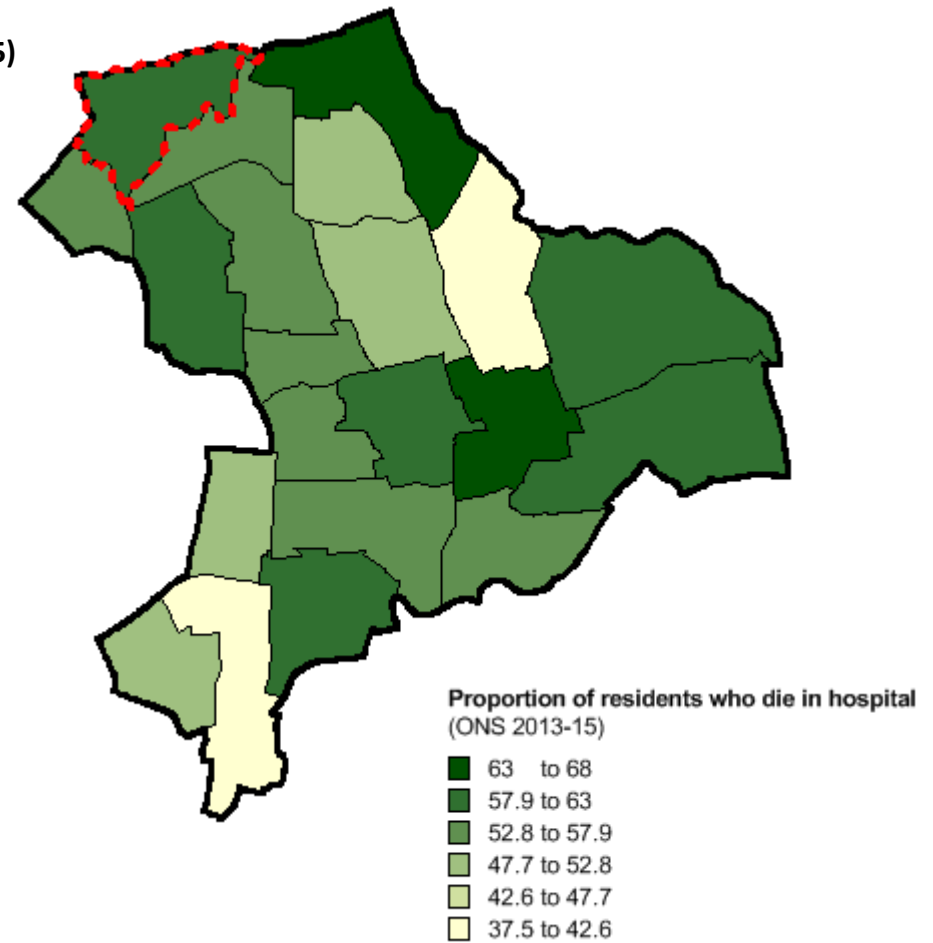 5)
Proportion of residents who die in hospital
(ONS 2013-15)
63 to 68
57.9 to 63
52.8 to 57.9
47.7 to 52.8
42.6 to 47.7
37.5 to 42.6